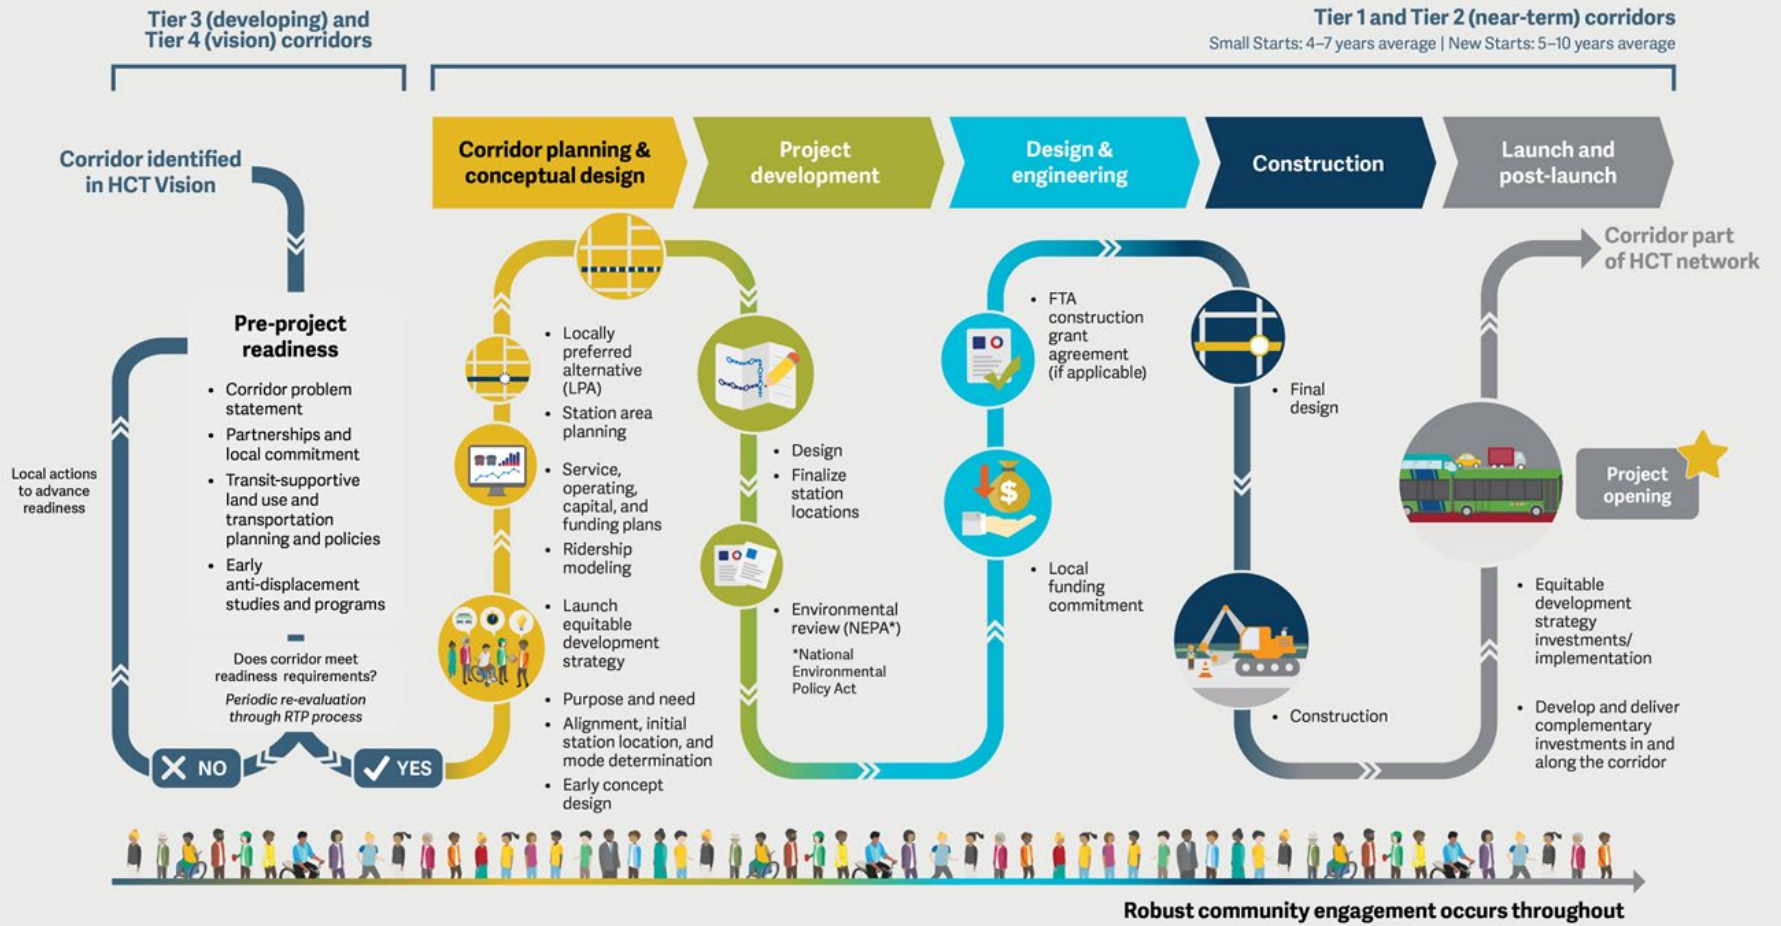 Tier 3 (developing) and
Tier 4 (vision) corridors
Tier 1 and Tier 2 (near-term) corridors
Small Starts: 4–7 years average | New Starts: 5–10 years average
Corridor identified
in HCT Vision
Corridor planning &
conceptual design
Project
development
Design &
engineering
Construction
Launch and
post-launch
Pre-project
readiness
• Corridor problem
statement
• Partnerships and
local commitment
• Transit-supportive
land use and
transportation
planning and policies
• Early
anti-displacement
studies and programs
Local actions
to advance
readiness
Does corridor meet
readiness requirements?
Periodic re-evaluation
through RTP process
NO
YES
• Locally
preferred
alternative
(LPA)
• Station area
planning
• Service,
operating,
capital, and
funding plans
• Ridership
modeling
• Launch
equitable
development
strategy
• Purpose and need
• Alignment, initial
station location, and
mode determination
• Early concept
design
• Design
• Finalize
station
locations
• Environmental
review (NEPA*)
*National
Environmental
Policy Act
• FTA
construction
grant
agreement
(if applicable)
$
• Local
funding
commitment
• Final
design
• Construction
Corridor part
of HCT network
Project
opening
• Equitable
development
strategy
investments/
implementation
• Develop and deliver
complementary
investments in and
along the corridor
Robust community engagement occurs throughout